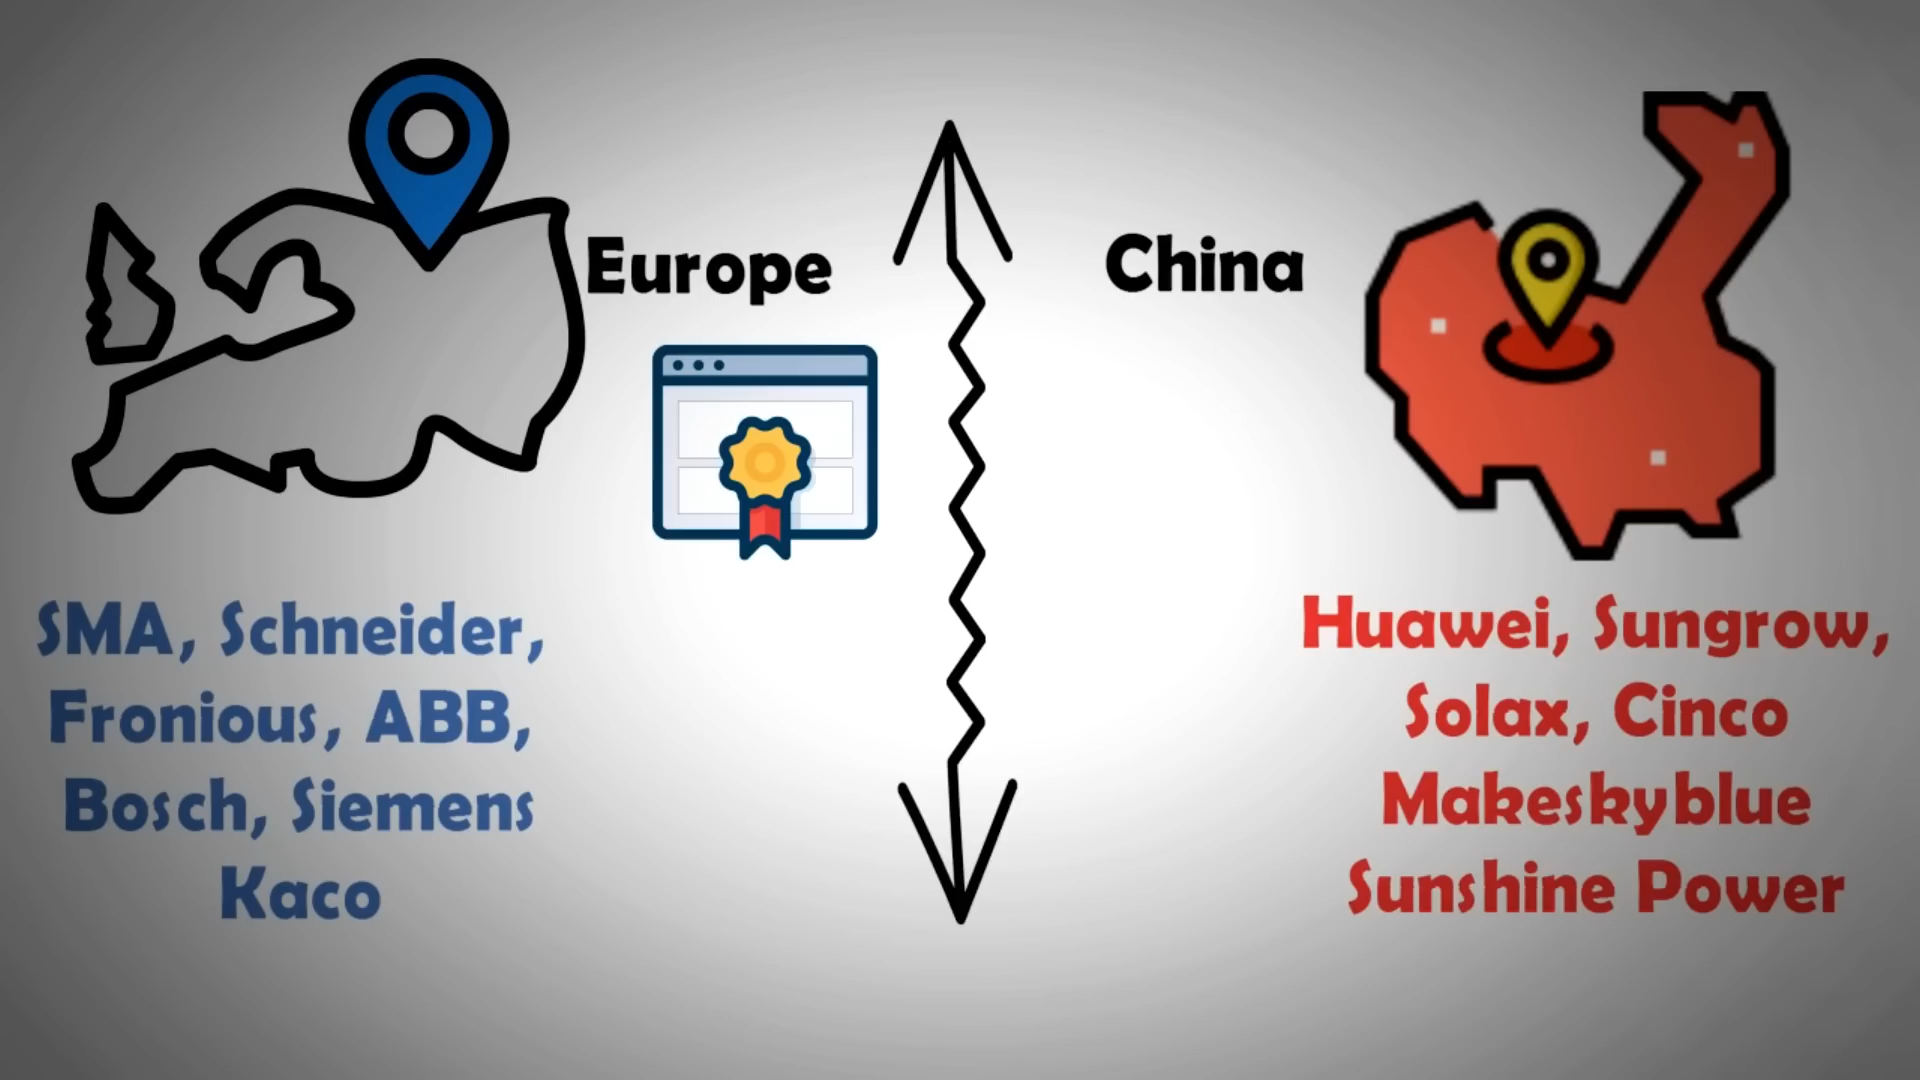 Europe
China
SMA, Schneider,
Fronious, ABB,
Bosch, Siemens
Kaco
Huawei, Sungrow,
Solax, Cinco
Makeskyblue
Sunshine Power